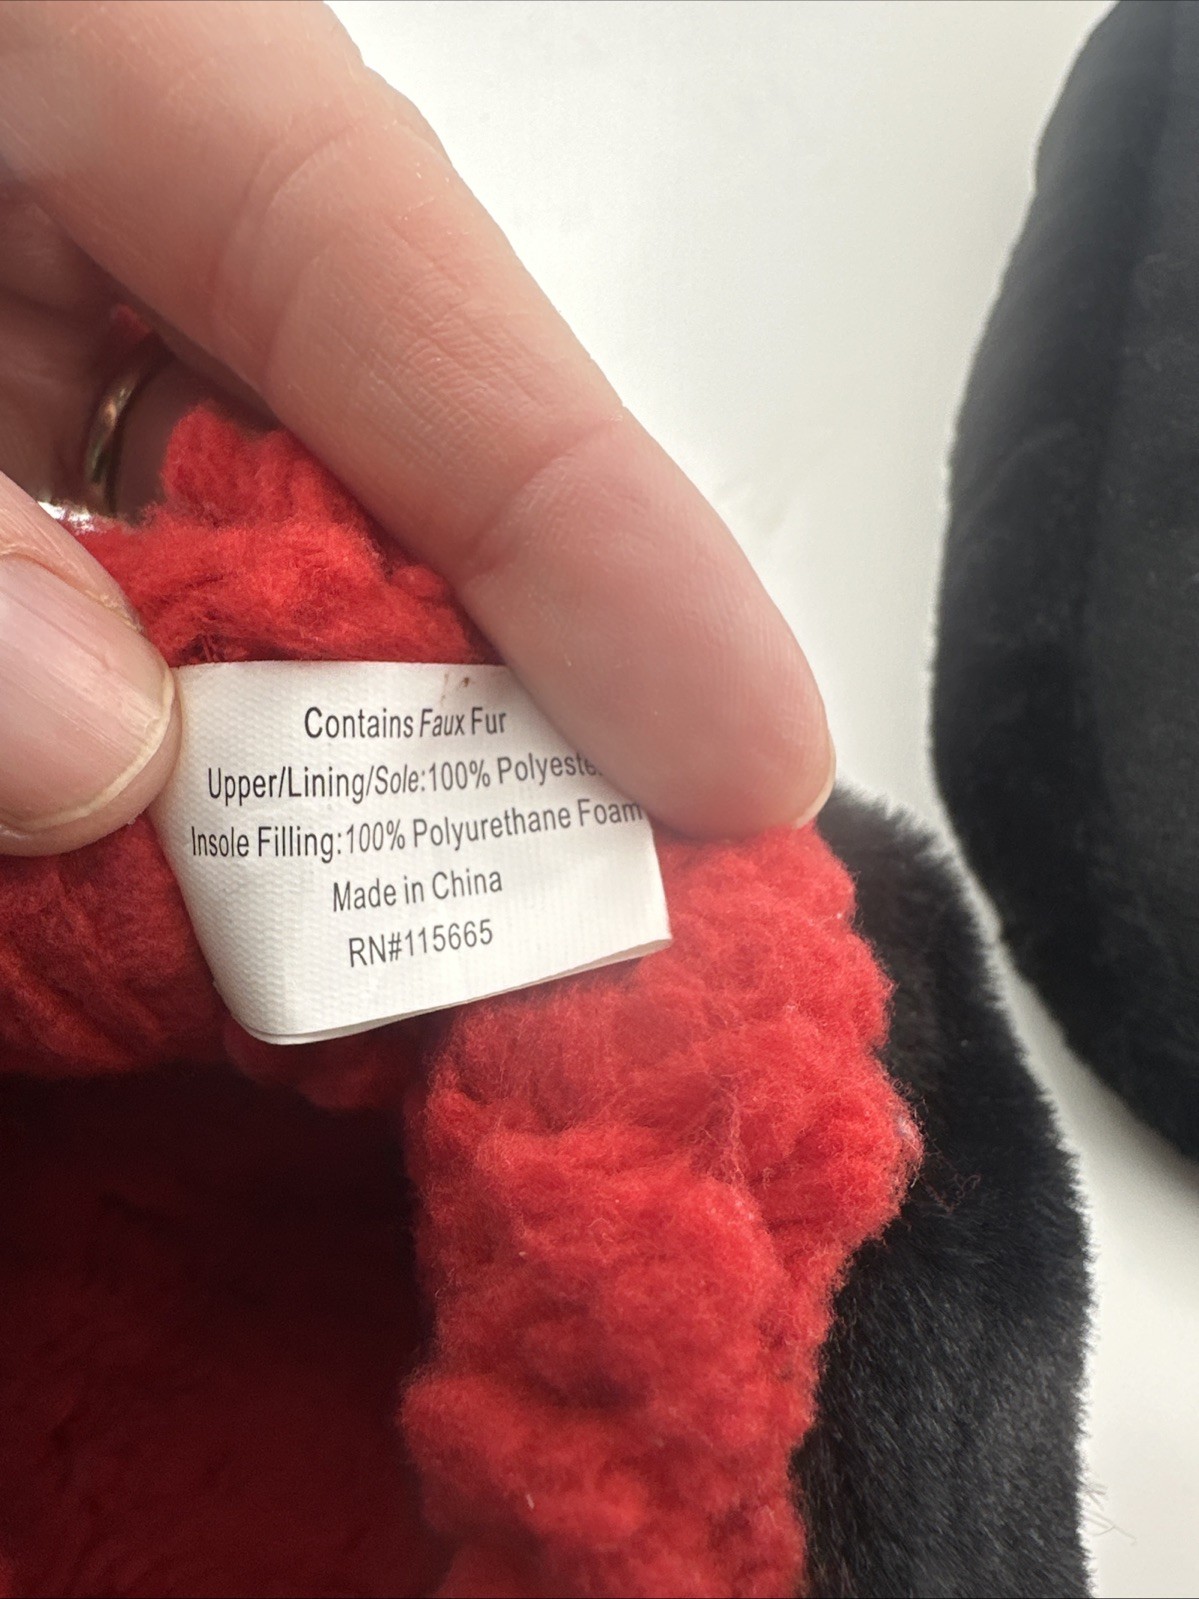 Contains Faux Fur
Upper/Lining/Sole:100% Polyeste
Insole Filling:100% Polyurethane Foam
Made in China
RN#115665